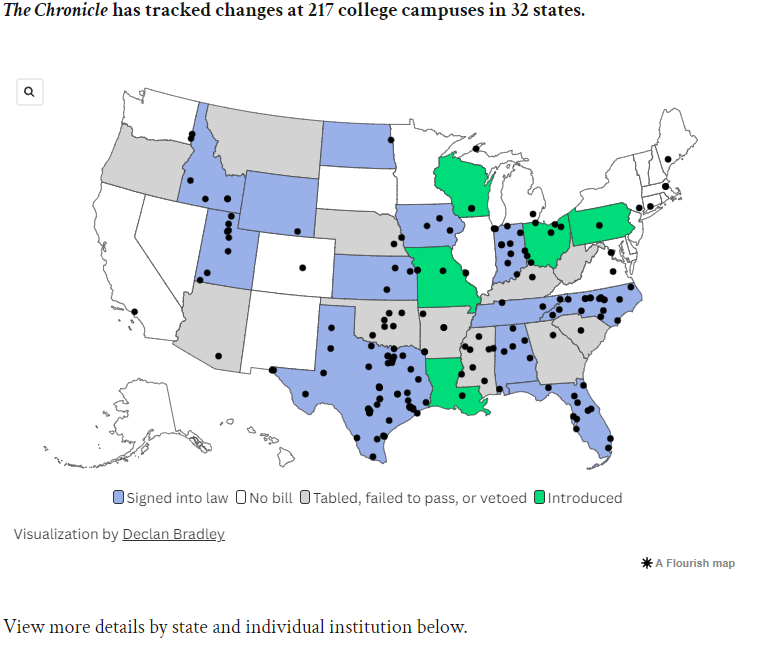 The Chronicle has tracked changes at 217 college campuses in 32 states.
Signed into law No bill Tabled, failed to pass, or vetoed Introduced
Visualization by Declan Bradley
A Flourish map
View more details by state and individual institution below.